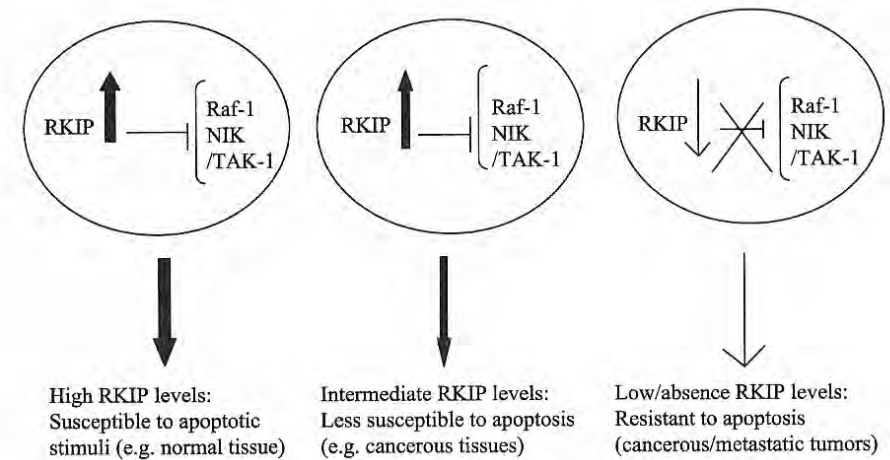 RKIP
Raf-1
NIK
/TAK-1
RKIP
Raf-1
NIK
/TAK-1
RKIP
Raf-1
NIK
/TAK-1
High RKIP levels:
Susceptible to apoptotic
stimuli (e.g. normal tissue)
Intermediate RKIP levels:
Less susceptible to apoptosis
(e.g. cancerous tissues)
Low/absence RKIP levels:
Resistant to apoptosis
(cancerous/metastatic tumors)